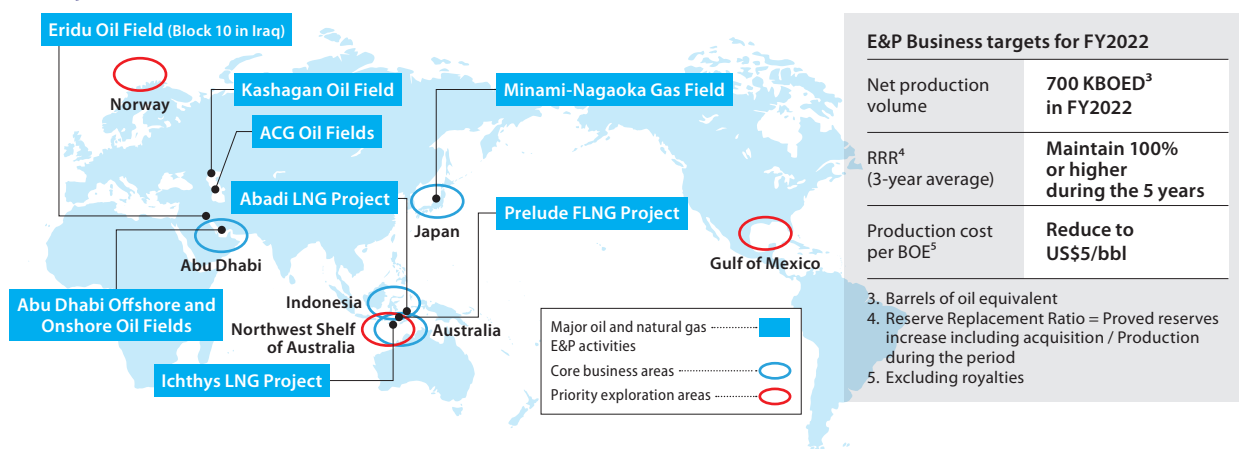 Eridu Oil Field (Block 10 in Iraq)
Norway
Kashagan Oil Field
ACG Oil Fields
Minami-Nagaoka Gas Field
Abadi LNG Project
Prelude FLNG Project
Japan
Abu Dhabi
Gulf of Mexico
Abu Dhabi Offshore and
Onshore Oil Fields
Indonesia
Northwest Shelf
of Australia
Australia
Ichthys LNG Project
Major oil and natural gas
E&P activities
Core business areas
Priority exploration areas
E&P Business targets for FY2022
Net production
volume
700 KBOED³
in FY2022
RRR⁴
(3-year average)
Maintain 100%
or higher
during the 5 years
Production cost
per BOE⁵
Reduce to
US$5/bbl
3. Barrels of oil equivalent
4. Reserve Replacement Ratio = Proved reserves
increase including acquisition / Production
during the period
5. Excluding royalties